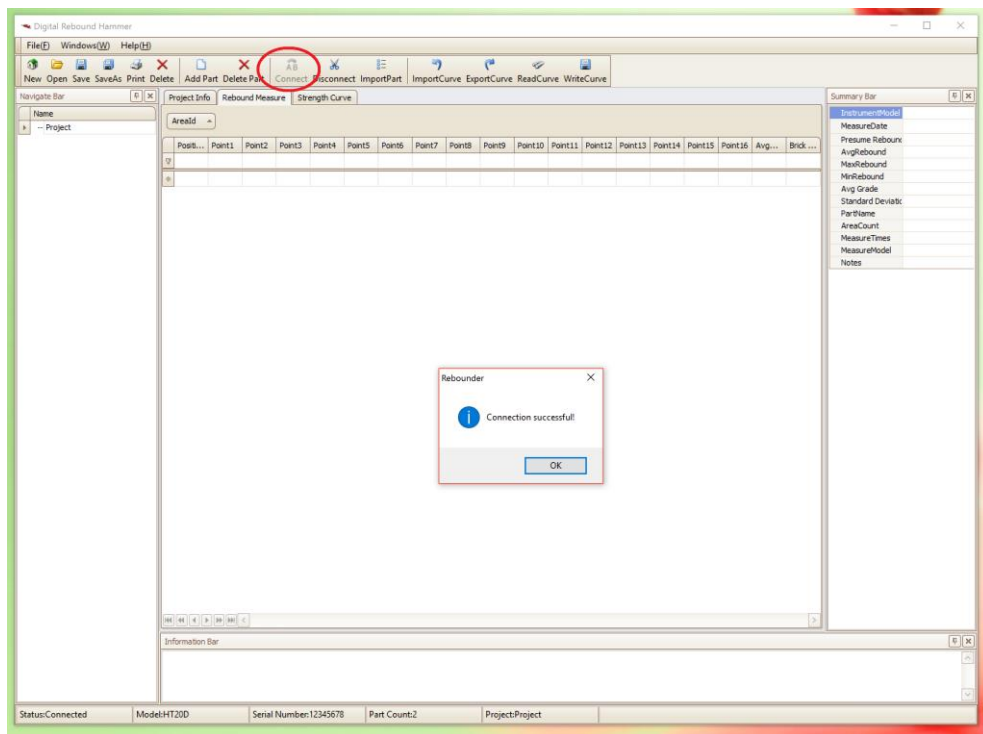 Digital Rebound Hammer
File(F) Windows(W) Help(H)
New Open Save SaveAs Print Delete Add Part Delete Part Connect Disconnect ImportPart ImportCurve ExportCurve ReadCurve WriteCurve
Navigate Bar
Name
Project
Project Info Rebound Measure Strength Curve
AreaId
Positi... Point1 Point2 Point3 Point4 Point5 Point6 Point7 Point8 Point9 Point10 Point11 Point12 Point13 Point14 Point15 Point16 Avg... Brick ...
Summary Bar
InstrumentModel
MeasureDate
Presume Reboun
AvgRebound
MaxRebound
MinRebound
Avg Grade
Standard Deviatic
PartName
AreaCount
MeasureTimes
MeasureModel
Notes
Rebounder
Connection successful!
OK
Information Bar
Status:Connected Model:HT20D Serial Number:12345678 Part Count:2 Project:Project